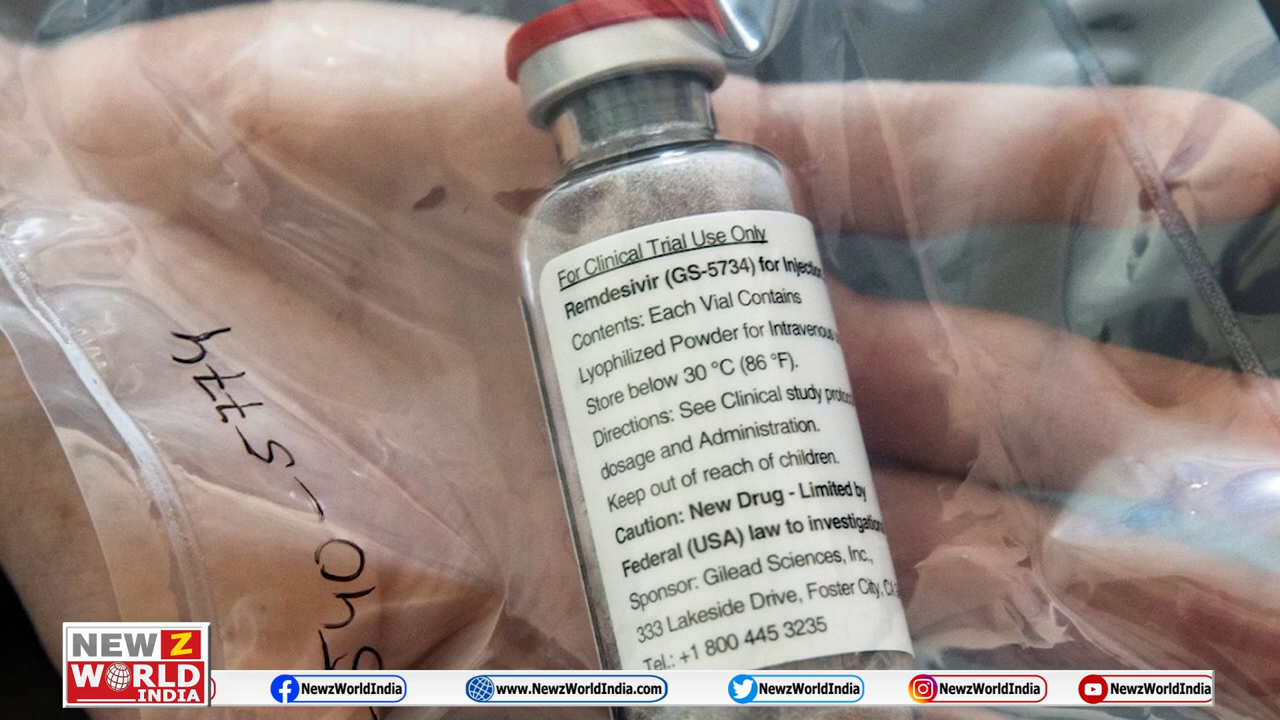 For Clinical Trial Use Only
Remdesivir (GS-5734) for Injection
Contents: Each Vial Contains
Lyophilized Powder for Intravenous
Store below 30 °C (86 °F).
Directions: See Clinical study
dosage and Administration.
Keep out of reach of children.
Caution: New Drug - Limited by
Federal (USA) law to
Sponsor: Gilead Sciences, Inc.,
333 Lakeside Drive, Foster City, CA
Tel.: +1 800 445 3235
NEWZ
WORLD
INDIA
NewzWorldIndia
www.NewzWorldIndia.com
NewzWorldIndia
NewzWorldIndia
NewzWorldIndia